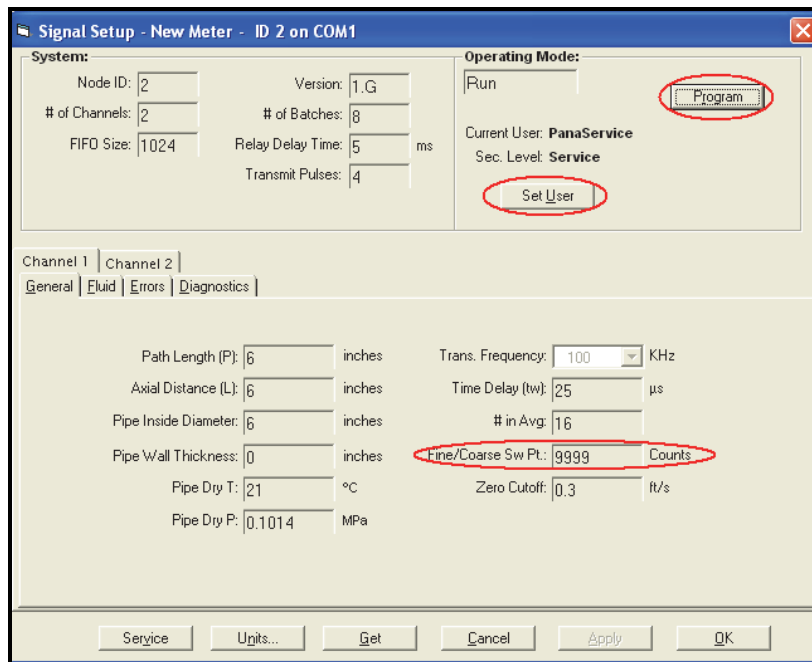 Signal Setup - New Meter - ID 2 on COM1
System:
Node ID: 2
Version: 1.G
# of Channels: 2
# of Batches: 8
FIFO Size: 1024
Relay Delay Time: 5 ms
Transmit Pulses: 4
Operating Mode:
Run
Program
Current User: PanaService
Sec. Level: Service
Set User
Channel 1 Channel 2
General Fluid Errors Diagnostics
Path Length (P): 6 inches
Axial Distance (L): 6 inches
Pipe Inside Diameter: 6 inches
Pipe Wall Thickness: 0 inches
Pipe Dry T: 21 °C
Pipe Dry P: 0.1014 MPa
Trans. Frequency: 100 KHz
Time Delay (tw): 25 µs
# in Avg: 16
Fine/Coarse Sw Pt.: 9999 Counts
Zero Cutoff: 0.3 ft/s
Service Units... Get Cancel Apply OK